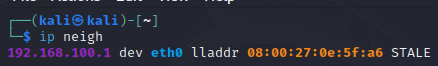 ┌──(kali㉿kali)-[~]
└─$ ip neigh
192.168.100.1 dev eth0 lladdr 08:00:27:0e:5f:a6 STALE